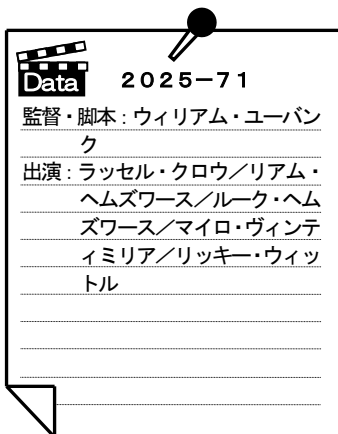 Data
2025−71
監督・脚本：ウィリアム・ユーバン
ク
出演：ラッセル・クロウ／リアム・
ヘムズワース／ルーク・ヘム
ズワース／マイロ・ヴィンテ
ィミリア／リッキー・ウィッ
トル